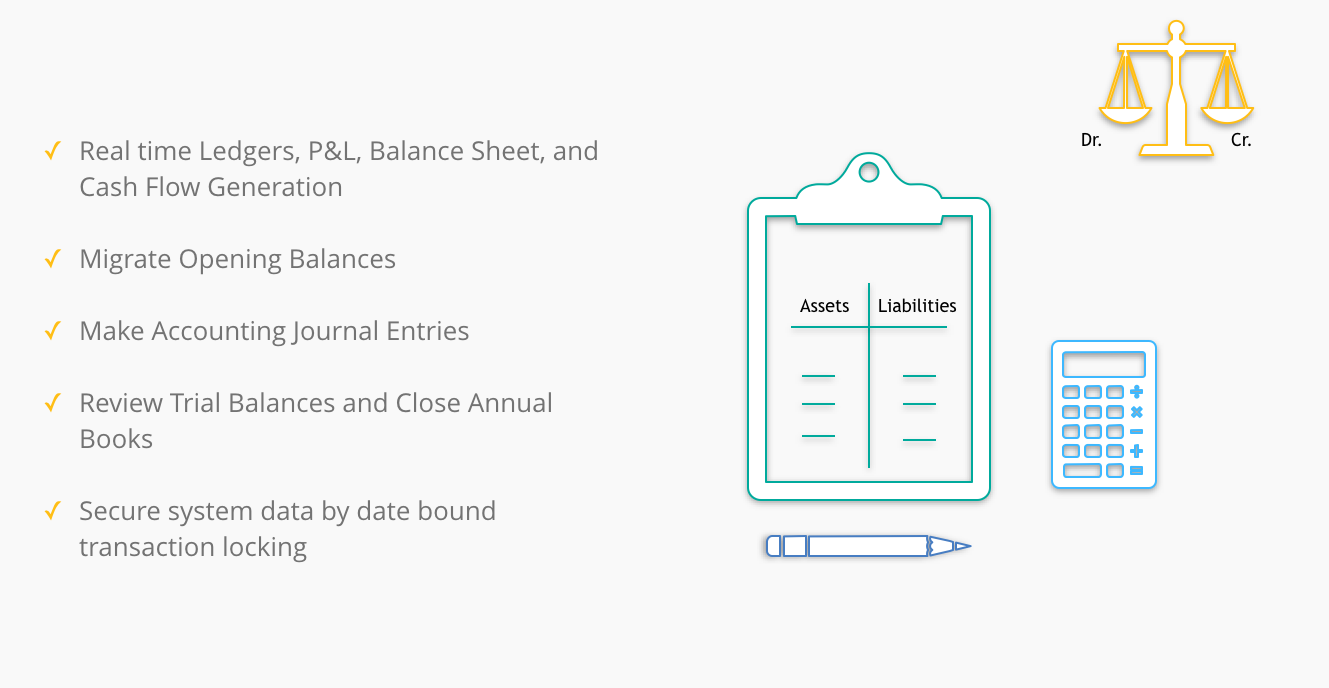 Real time Ledgers, P&L, Balance Sheet, and
Cash Flow Generation
Migrate Opening Balances
Make Accounting Journal Entries
Review Trial Balances and Close Annual
Books
Secure system data by date bound
transaction locking
Dr. Cr.
Assets Liabilities